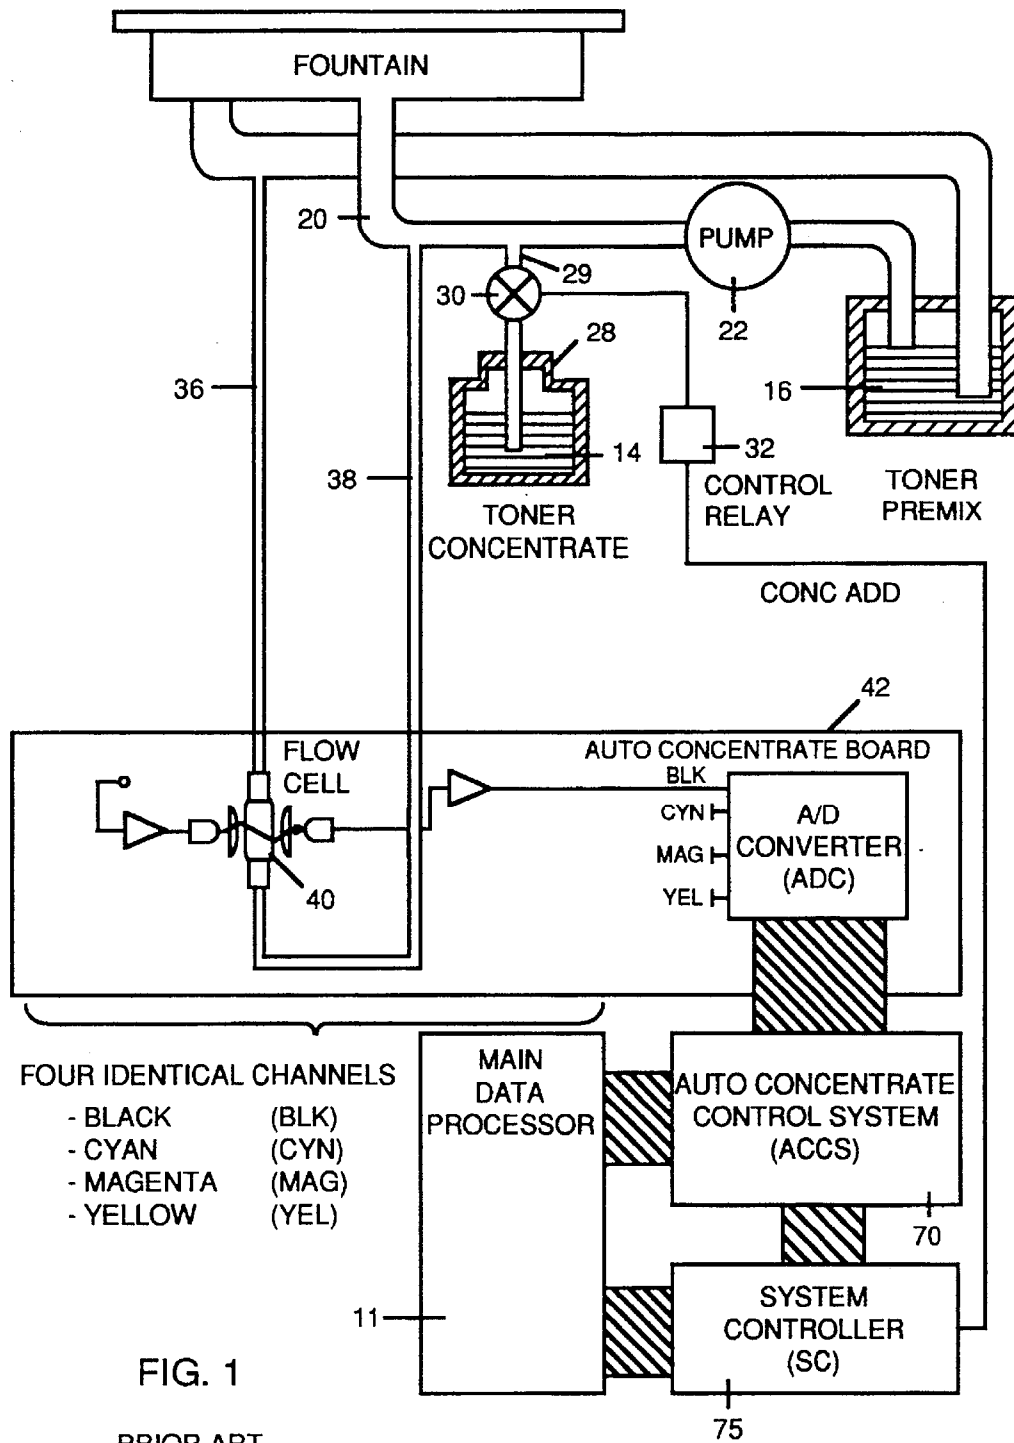 FOUNTAIN
20
PUMP
29
30
22
28
36
16
14
32
38
CONTROL
RELAY
TONER
PREMIX
TONER
CONCENTRATE
CONC ADD
42
FLOW
CELL
AUTO CONCENTRATE BOARD
BLK
CYN
MAG
YEL
A/D
CONVERTER
(ADC)
40
FOUR IDENTICAL CHANNELS
- BLACK (BLK)
- CYAN (CYN)
- MAGENTA (MAG)
- YELLOW (YEL)
MAIN
DATA
PROCESSOR
AUTO CONCENTRATE
CONTROL SYSTEM
(ACCS)
70
11
SYSTEM
CONTROLLER
(SC)
75
FIG. 1
PRIOR ART